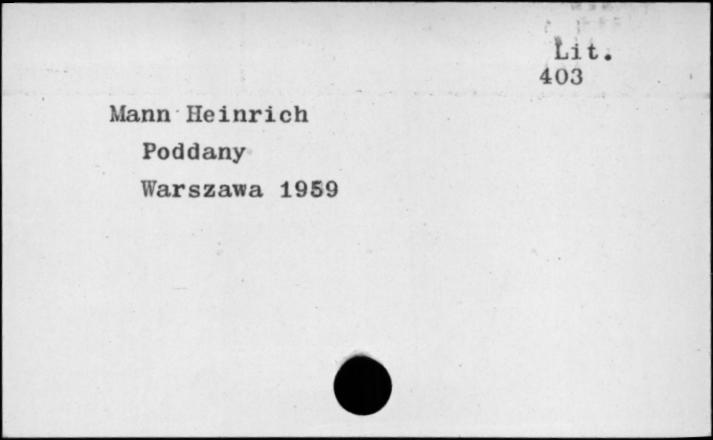 Lit.
403
Mann Heinrich
Poddany
Warszawa 1959